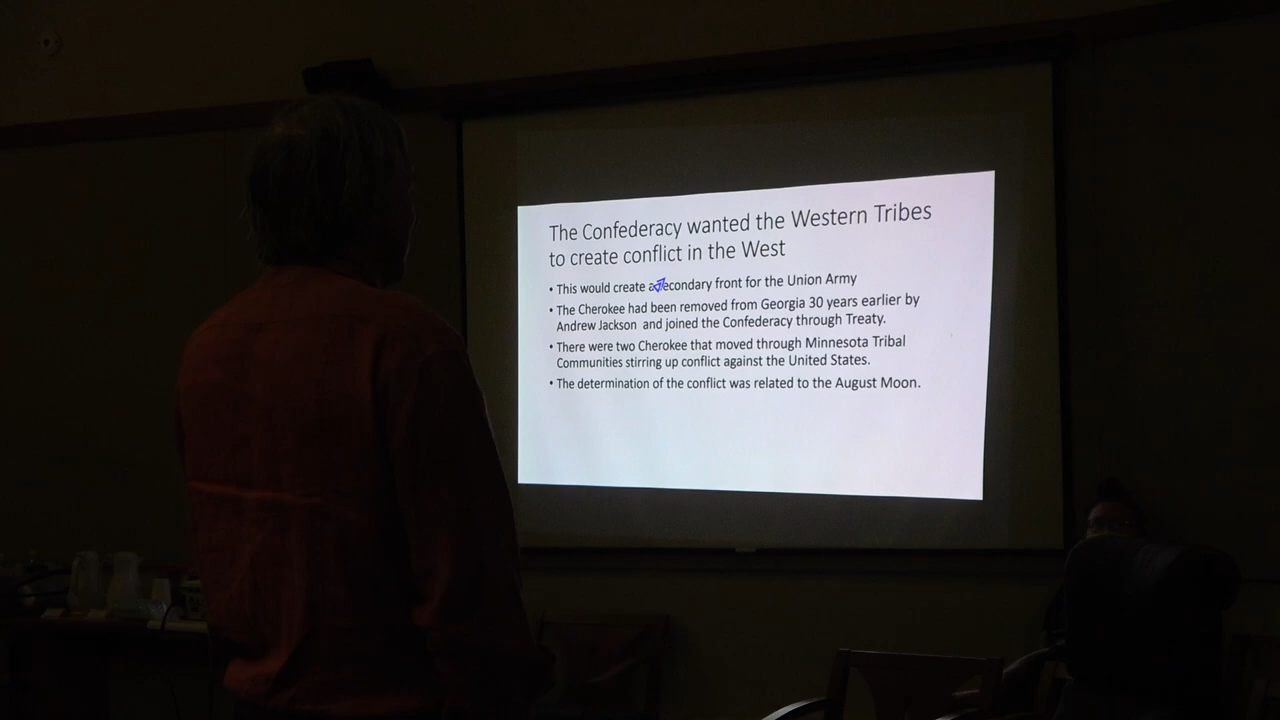 The Confederacy wanted the Western Tribes
to create conflict in the West
• This would create a secondary front for the Union Army
• The Cherokee had been removed from Georgia 30 years earlier by
Andrew Jackson and joined the Confederacy through Treaty.
• There were two Cherokee that moved through Minnesota Tribal
Communities stirring up conflict against the United States.
• The determination of the conflict was related to the August Moon.